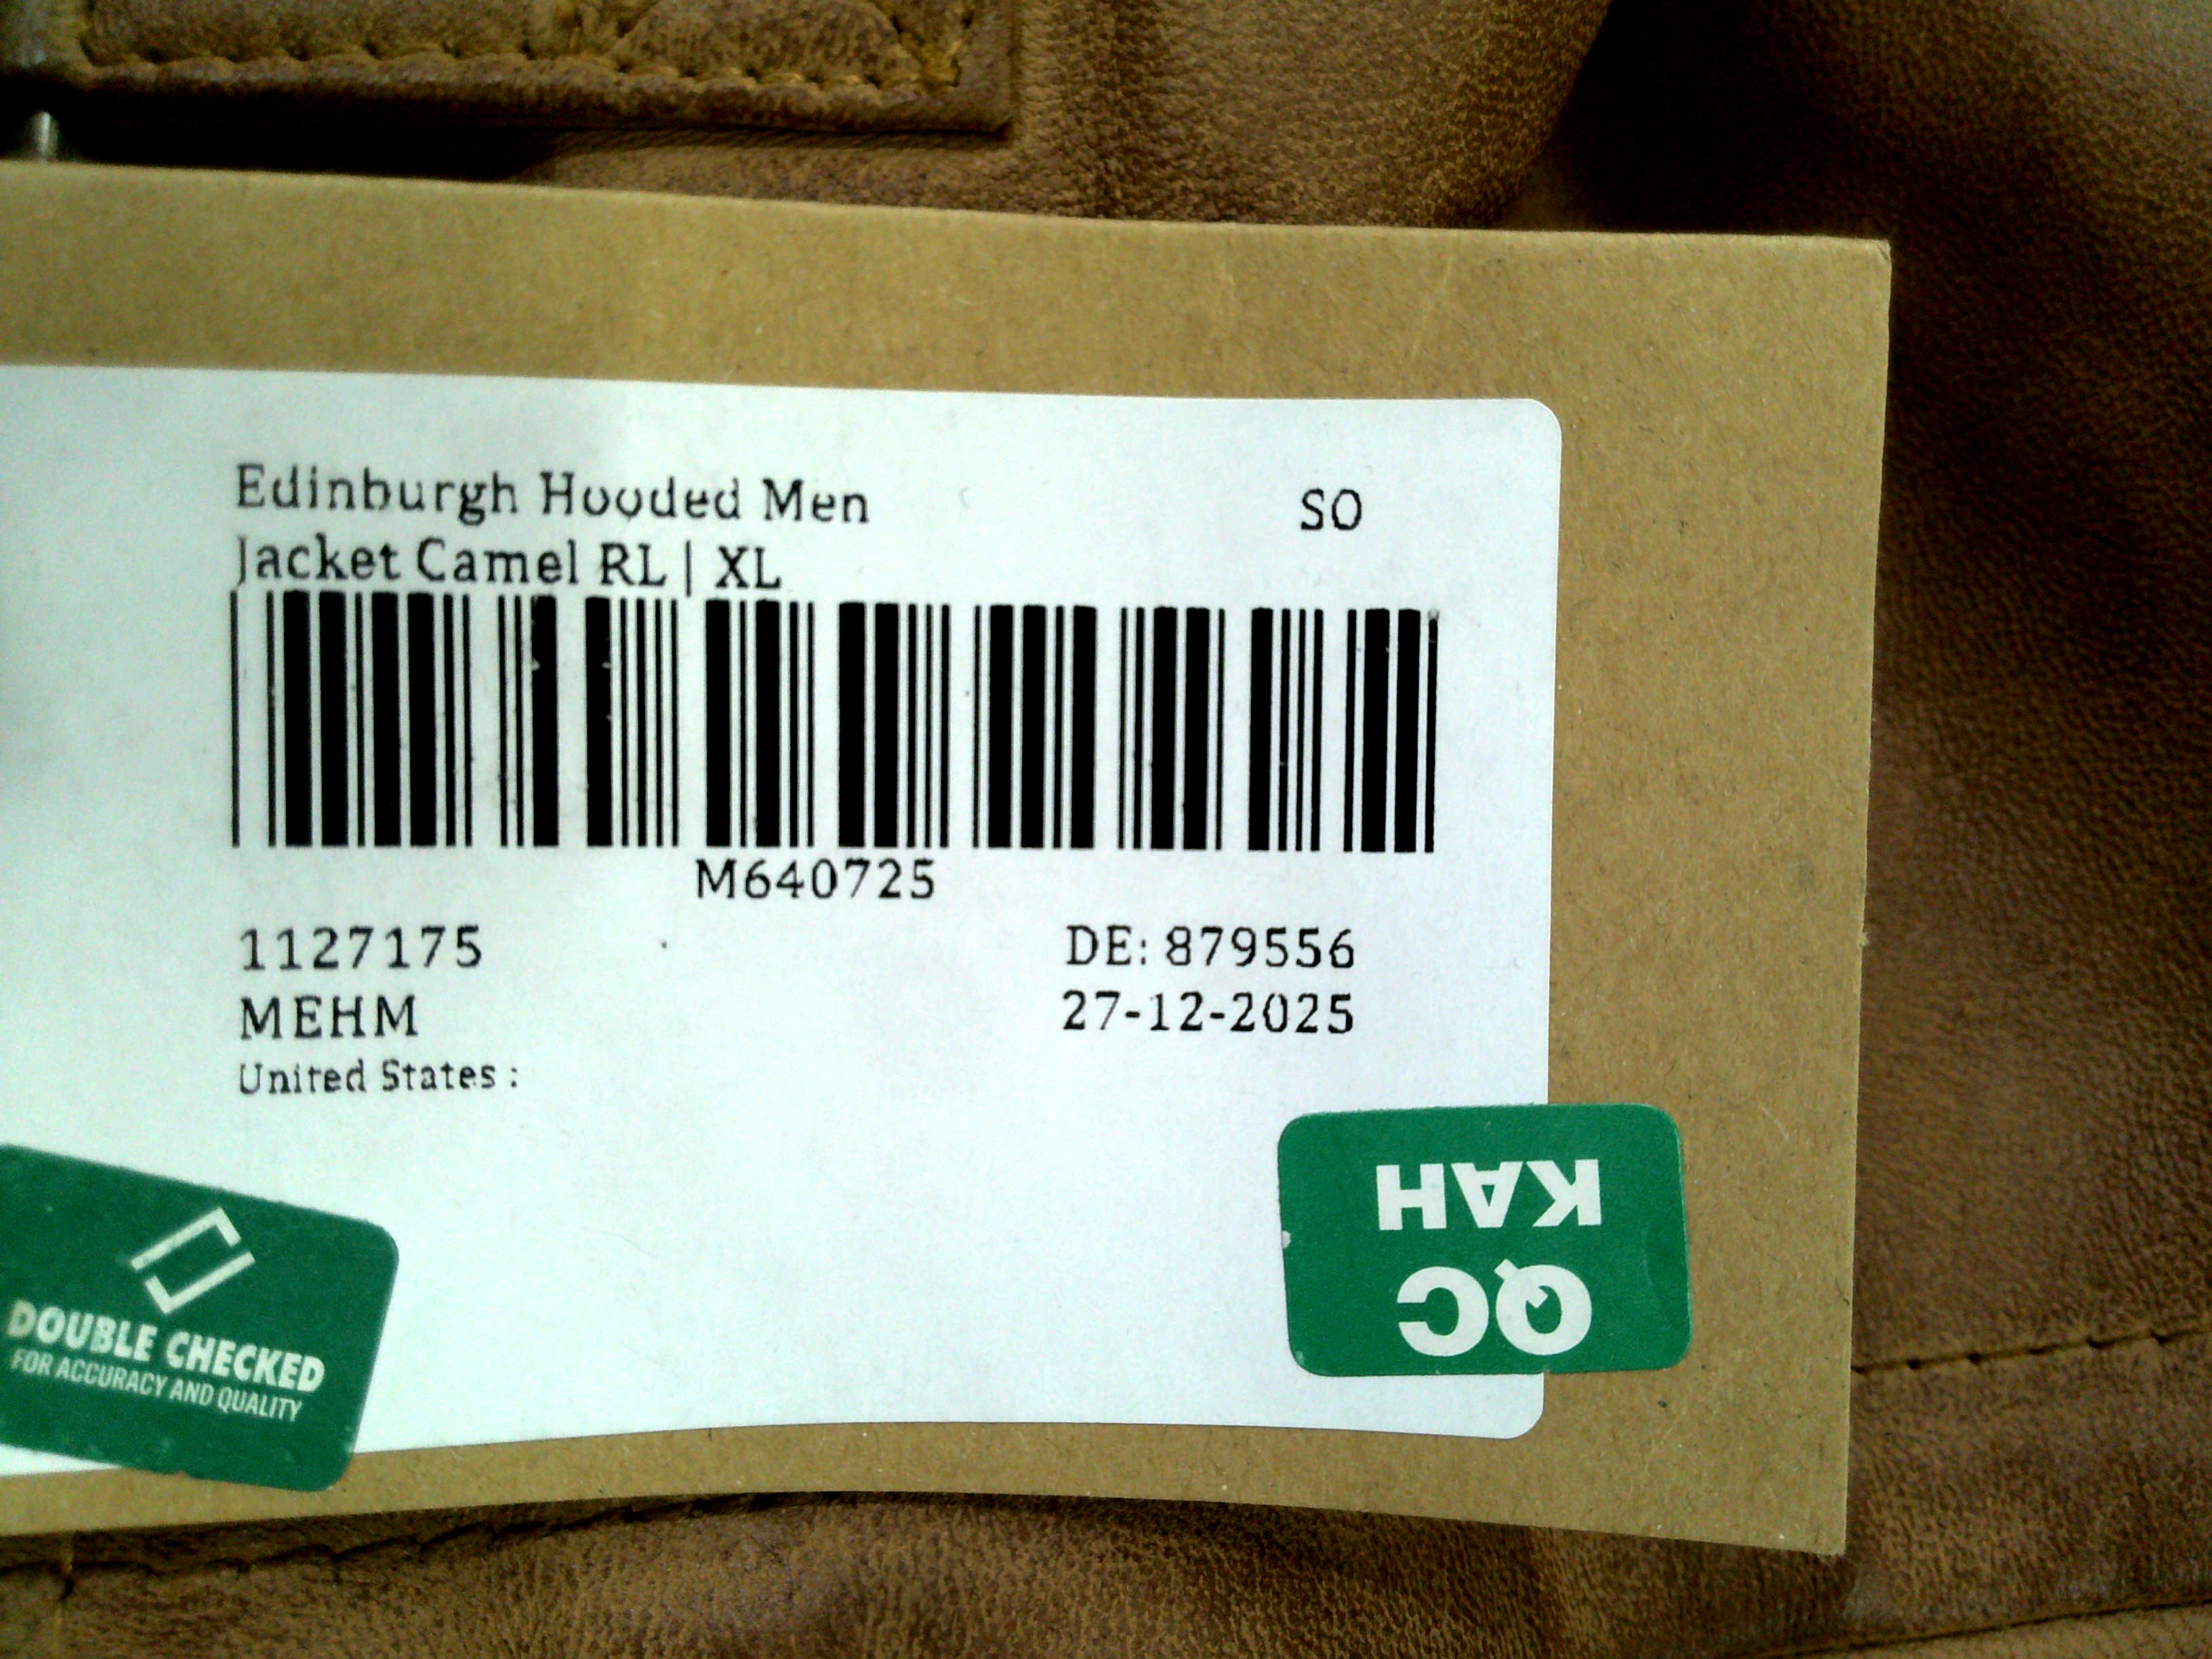 Edinburgh Hooded Men
Jacket Camel RL | XL
SO
M640725
1127175
DE: 879556
MEHM
27-12-2025
United States :
QC
KAH
DOUBLE CHECKED
FOR ACCURACY AND QUALITY